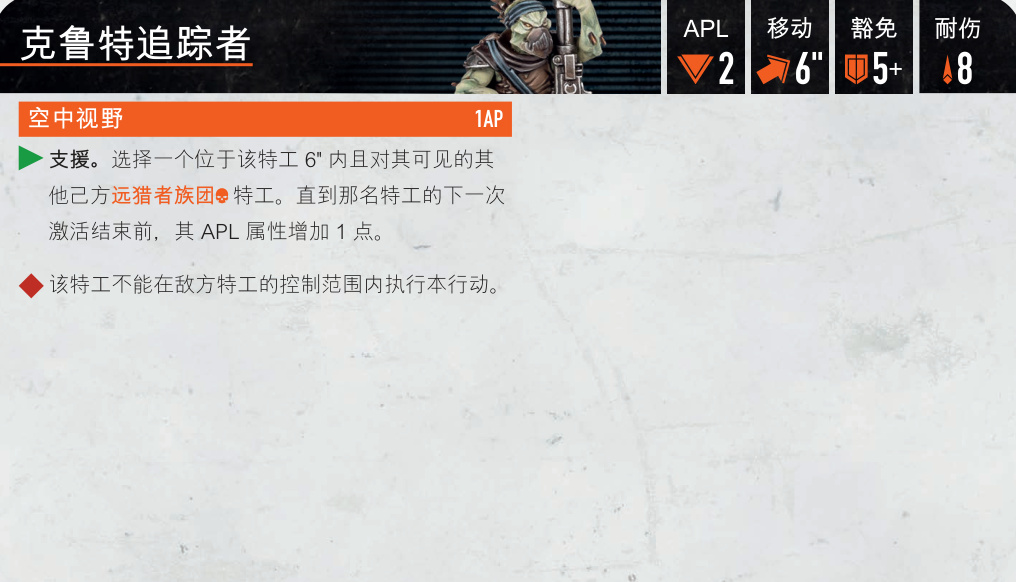 克鲁特追踪者
APL
2
移动
6"
豁免
5+
耐伤
8
空中视野 1AP
支援。选择一个位于该特工 6" 内且对其可见的其
他己方远猎者族团特工。直到那名特工的下一次
激活结束前，其 APL 属性增加 1 点。
该特工不能在敌方特工的控制范围内执行本行动。